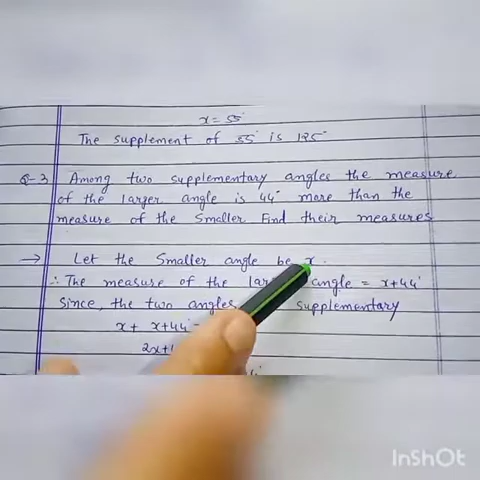 x = 55°
The supplement of 55° is 125°
Q-3 Among two supplementary angles the measure
of the larger angle is 44° more than the
measure of the smaller Find their measures
→ Let the Smaller angle be x.
∴ The measure of the angle = x+44°
Since, the two angles supplementary
x + x+44°
2x+
InShOt